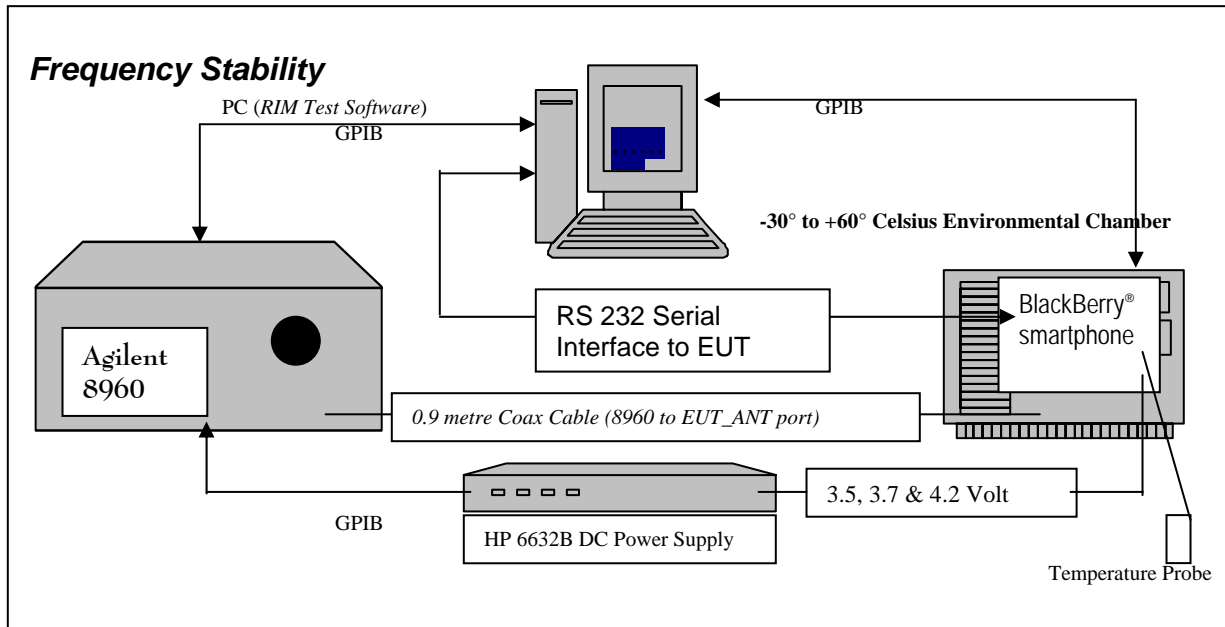 Frequency Stability
PC (RIM Test Software)
GPIB
GPIB
-30° to +60° Celsius Environmental Chamber
BlackBerry®
smartphone
RS 232 Serial
Interface to EUT
Agilent
8960
0.9 metre Coax Cable (8960 to EUT_ANT port)
3.5, 3.7 & 4.2 Volt
GPIB
HP 6632B DC Power Supply
Temperature Probe